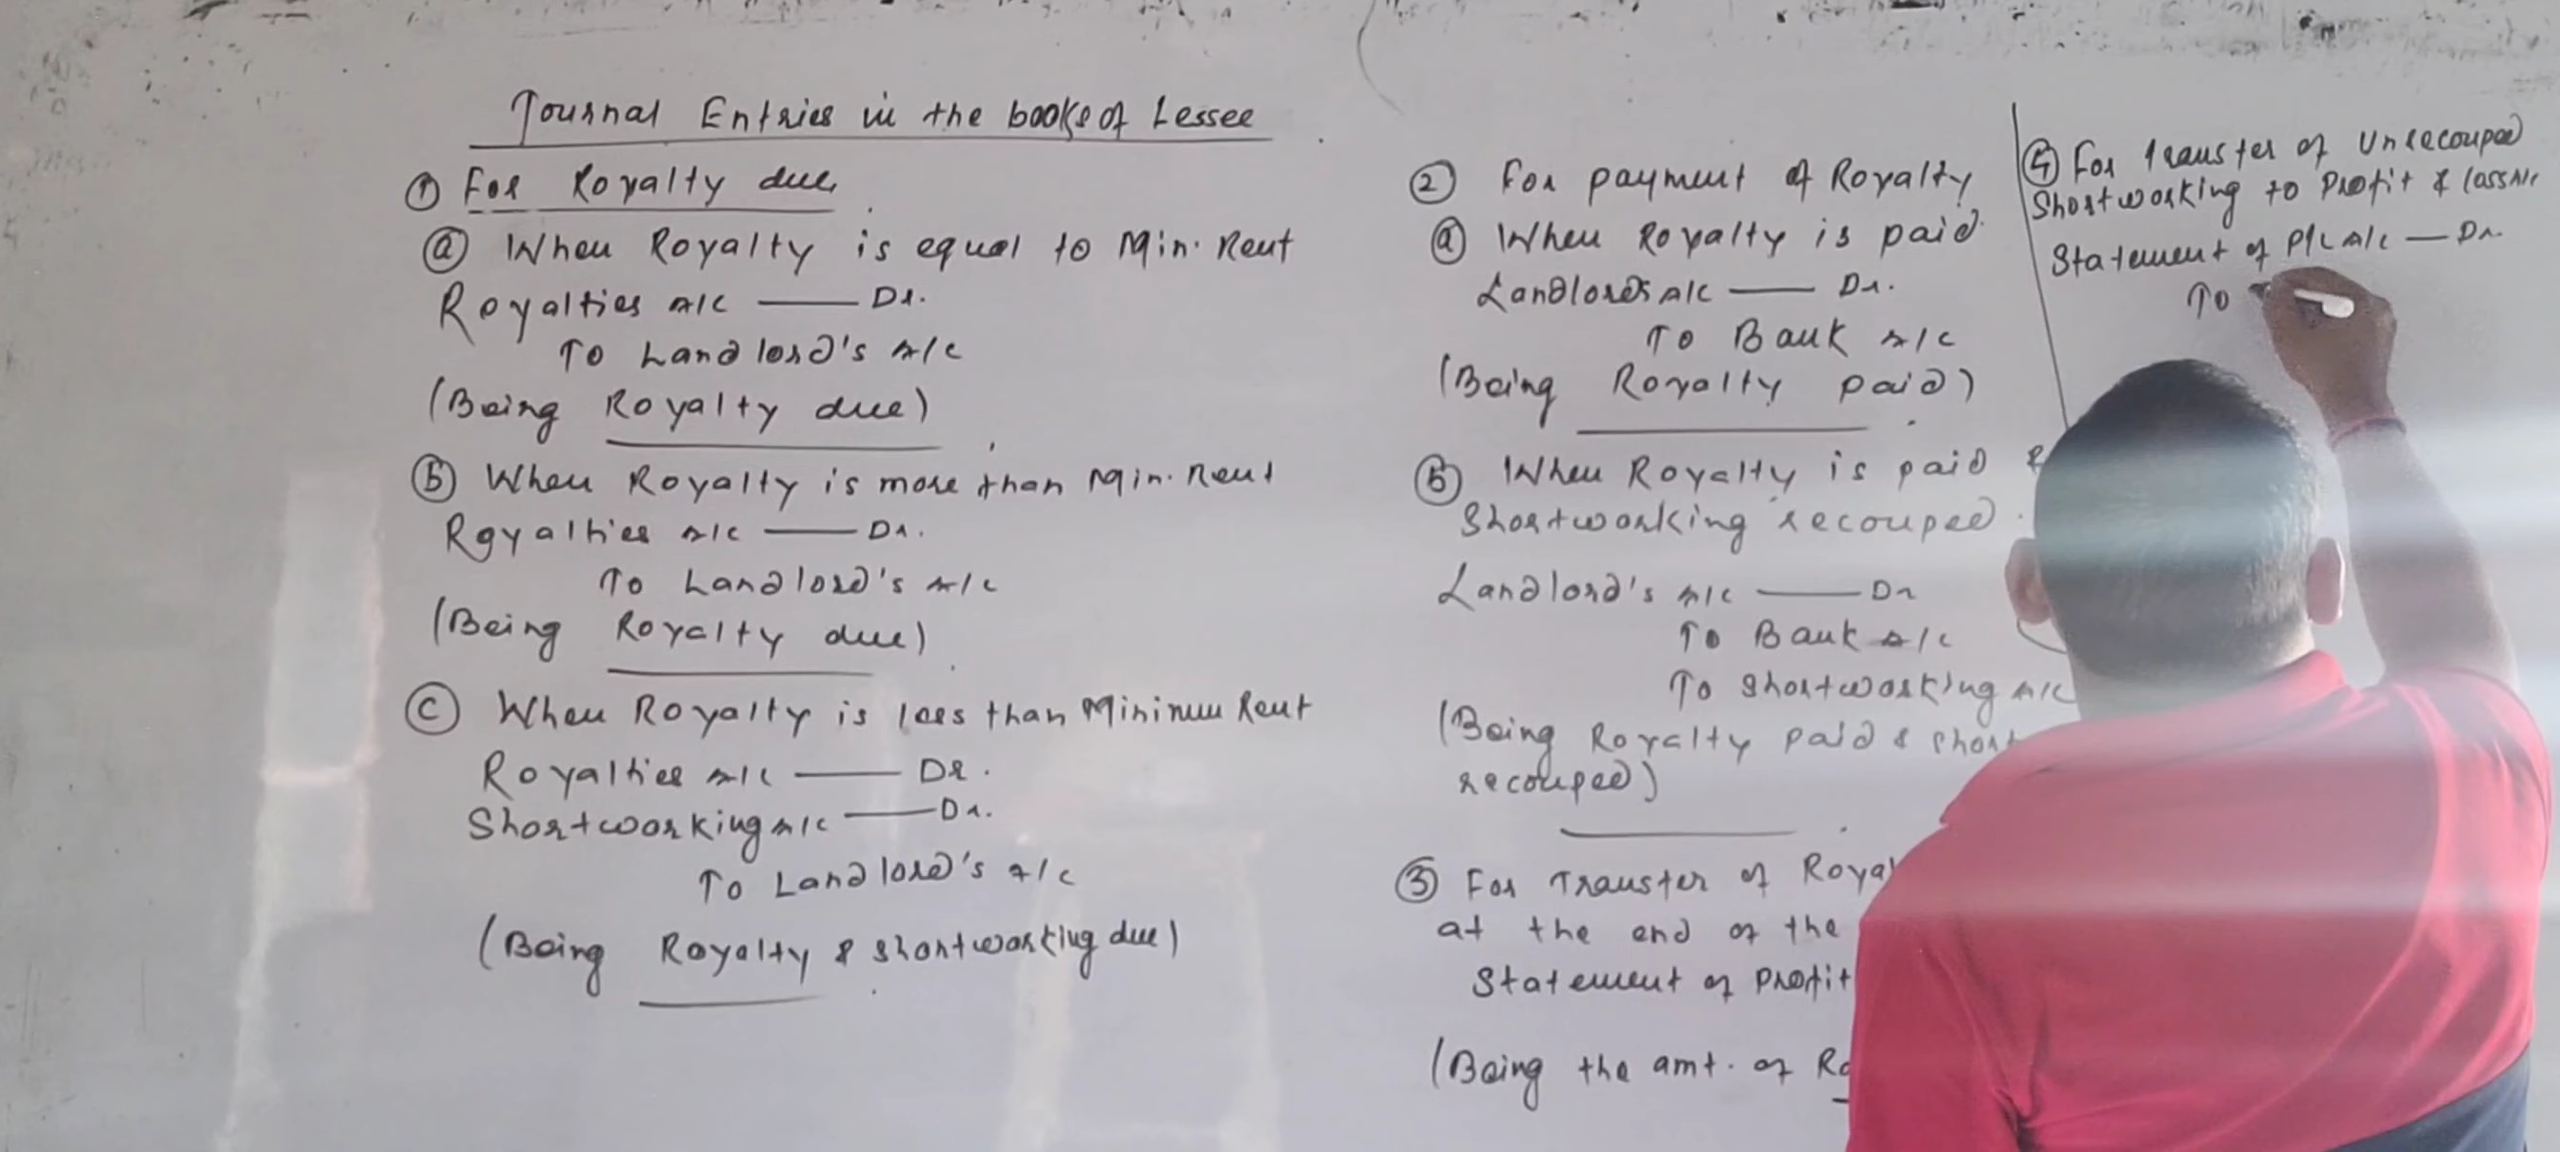 Journal Entries in the books of Lessee
① For Royalty due
ⓐ When Royalty is equal to Min. Rent
Royalties A/c —— Dr.
To Landlord's A/c
(Being Royalty due)
ⓑ When Royalty is more than Min. Rent
Royalties A/c —— Dr.
To Landlord's A/c
(Being Royalty due)
ⓒ When Royalty is less than Minimum Rent
Royalties A/c —— Dr.
Shortworking A/c —— Dr.
To Landlord's A/c
(Being Royalty & Shortworking due)
② For payment of Royalty
ⓐ When Royalty is paid
Landlord's A/c —— Dr.
To Bank A/c
(Being Royalty paid)
ⓑ When Royalty is paid &
Shortworking recouped.
Landlord's A/c —— Dr
To Bank A/c
To Shortworking A/c
(Being Royalty paid & short
recouped)
③ For Transfer of Royal
at the end of the
Statement of Profit
(Being the amt. of Ro
④ For transfer of Unrecouped
Shortworking to Profit & Loss A/c
Statement of P/L A/c — Dr.
To